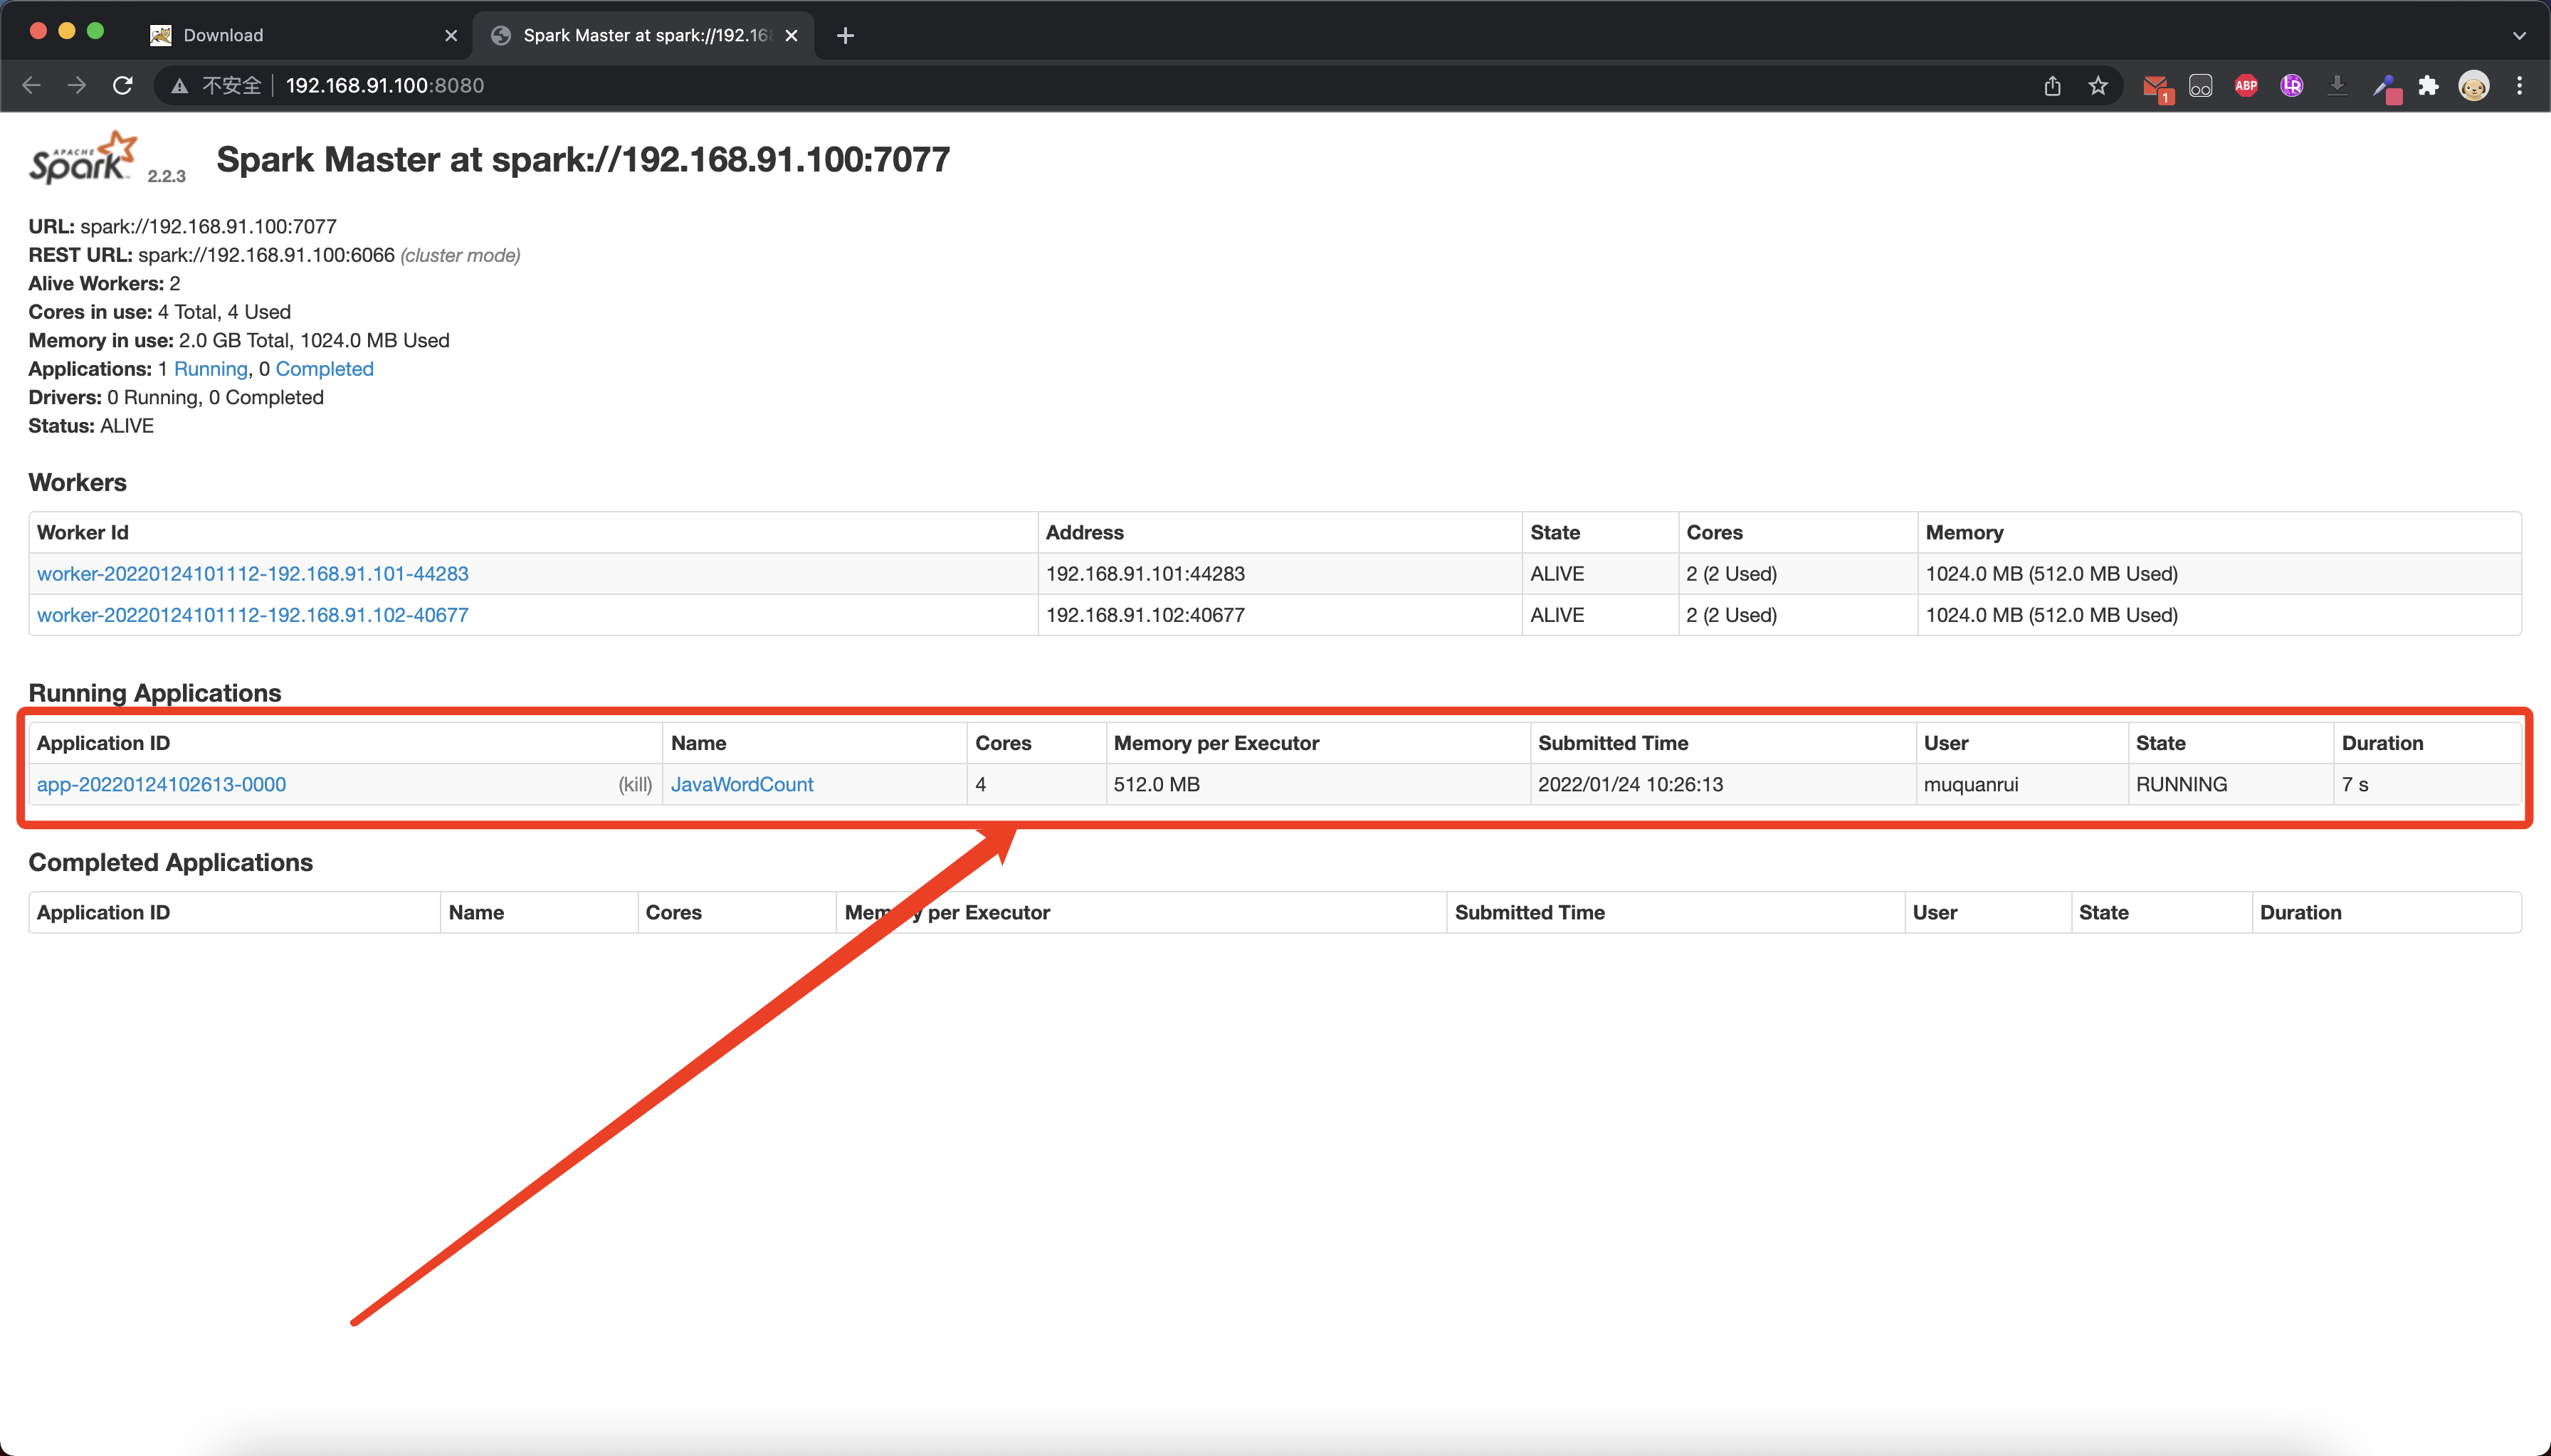 Download
Spark Master at spark://192.168
不安全 192.168.91.100:8080
1
ABP
LR
APACHE Spark 2.2.3 Spark Master at spark://192.168.91.100:7077
URL: spark://192.168.91.100:7077
REST URL: spark://192.168.91.100:6066 (cluster mode)
Alive Workers: 2
Cores in use: 4 Total, 4 Used
Memory in use: 2.0 GB Total, 1024.0 MB Used
Applications: 1 Running, 0 Completed
Drivers: 0 Running, 0 Completed
Status: ALIVE
Workers
Worker Id Address State Cores Memory
worker-20220124101112-192.168.91.101-44283 192.168.91.101:44283 ALIVE 2 (2 Used) 1024.0 MB (512.0 MB Used)
worker-20220124101112-192.168.91.102-40677 192.168.91.102:40677 ALIVE 2 (2 Used) 1024.0 MB (512.0 MB Used)
Running Applications
Application ID Name Cores Memory per Executor Submitted Time User State Duration
app-20220124102613-0000 (kill) JavaWordCount 4 512.0 MB 2022/01/24 10:26:13 muquanrui RUNNING 7 s
Completed Applications
Application ID Name Cores Memory per Executor Submitted Time User State Duration